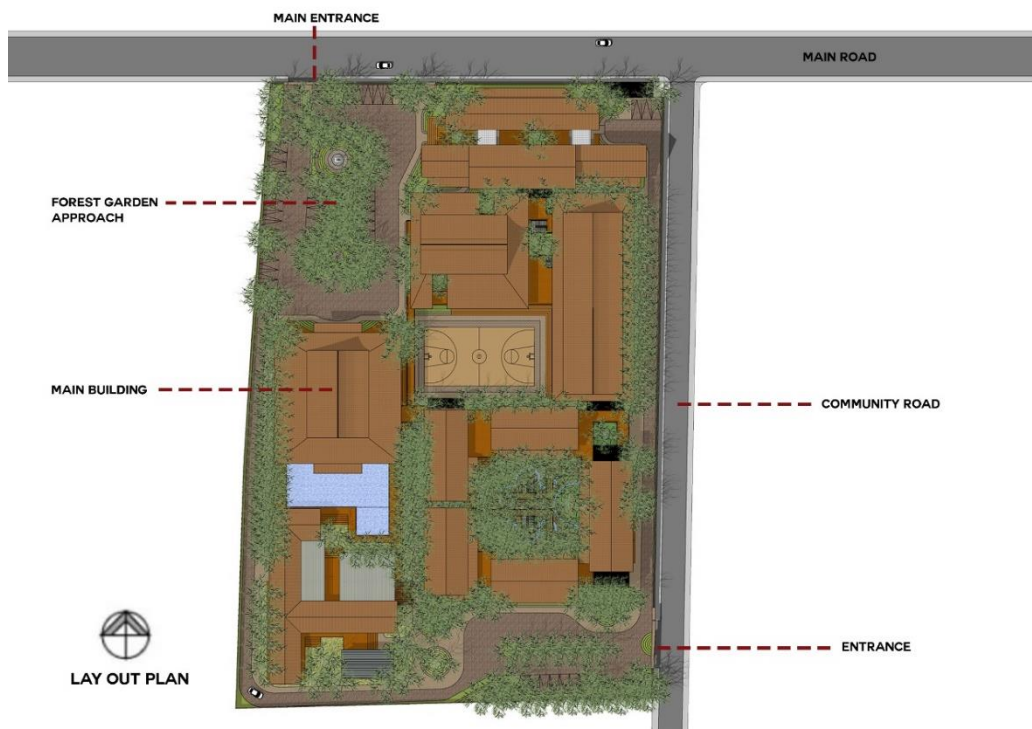 MAIN ENTRANCE
MAIN ROAD
FOREST GARDEN
APPROACH
MAIN BUILDING
COMMUNITY ROAD
ENTRANCE
LAY OUT PLAN